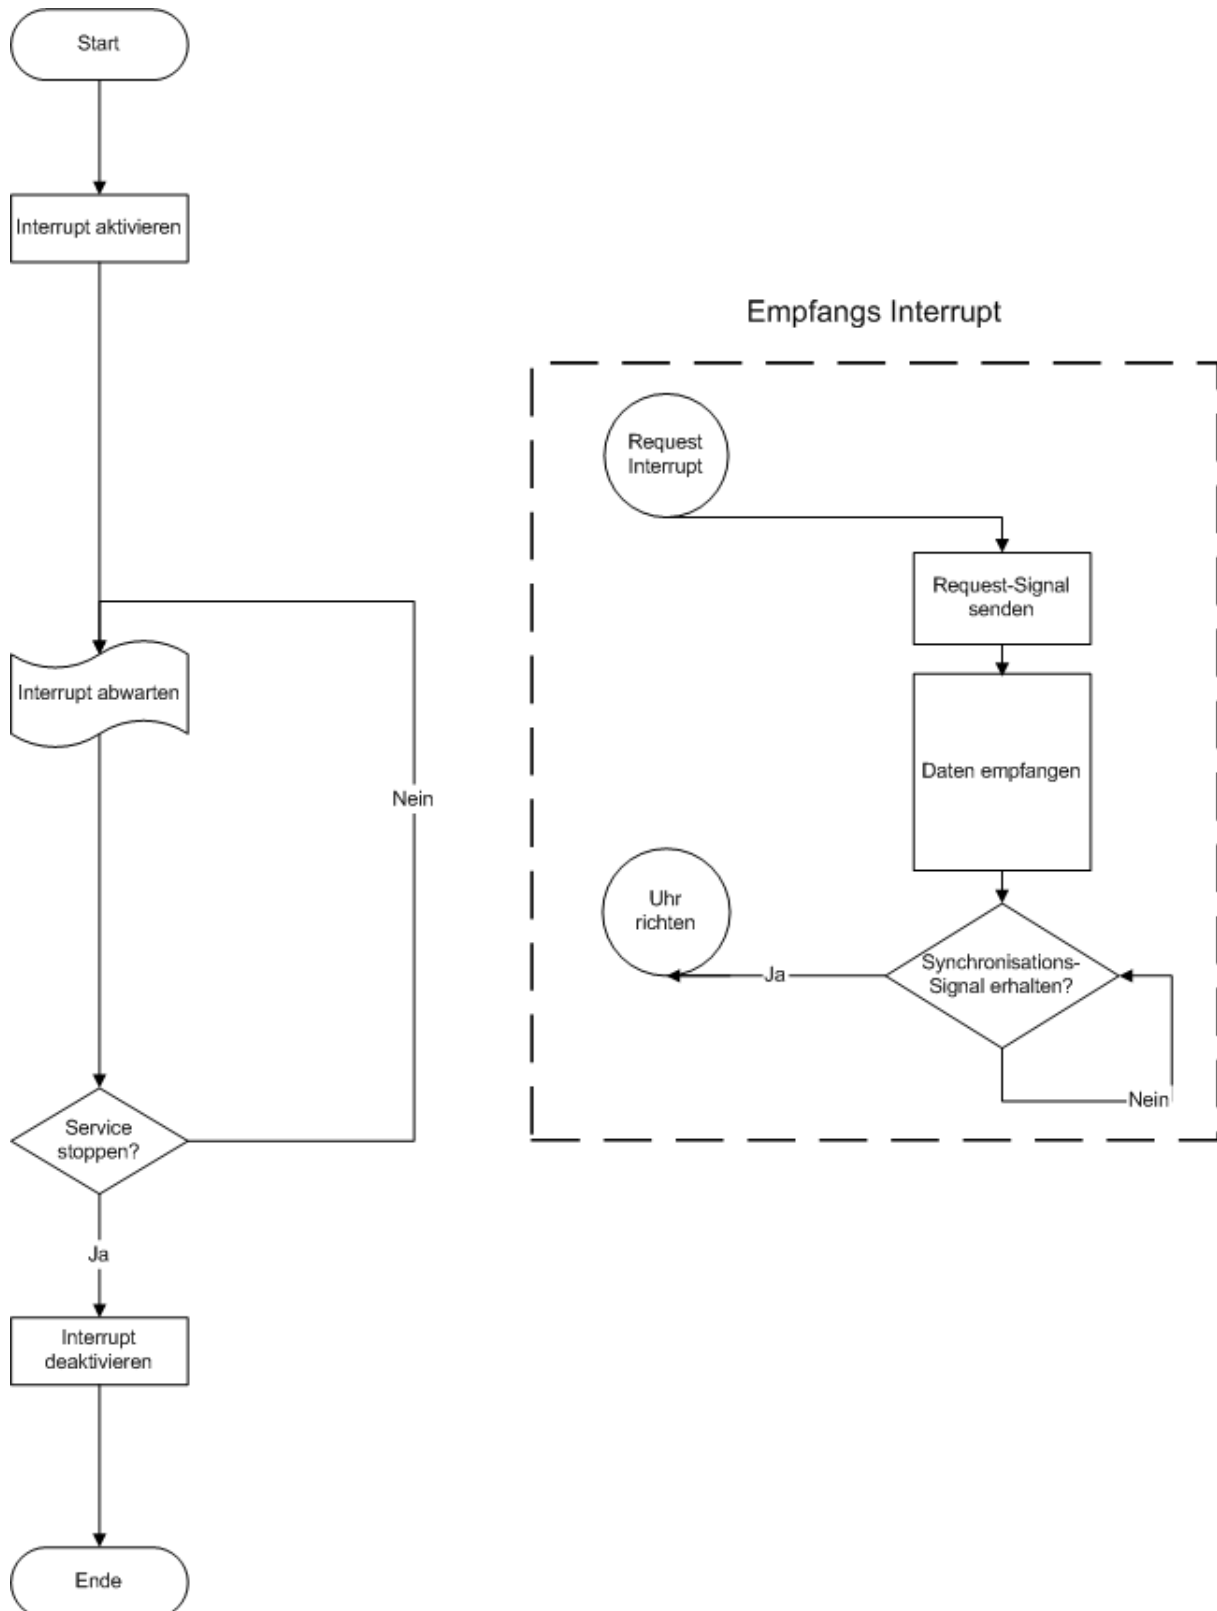 Start
Interrupt aktivieren
Interrupt abwarten
Nein
Service
stoppen?
Ja
Interrupt
deaktivieren
Ende
Empfangs Interrupt
Request
Interrupt
Request-Signal
senden
Daten empfangen
Synchronisations-
Signal erhalten?
Nein
Ja
Uhr
richten